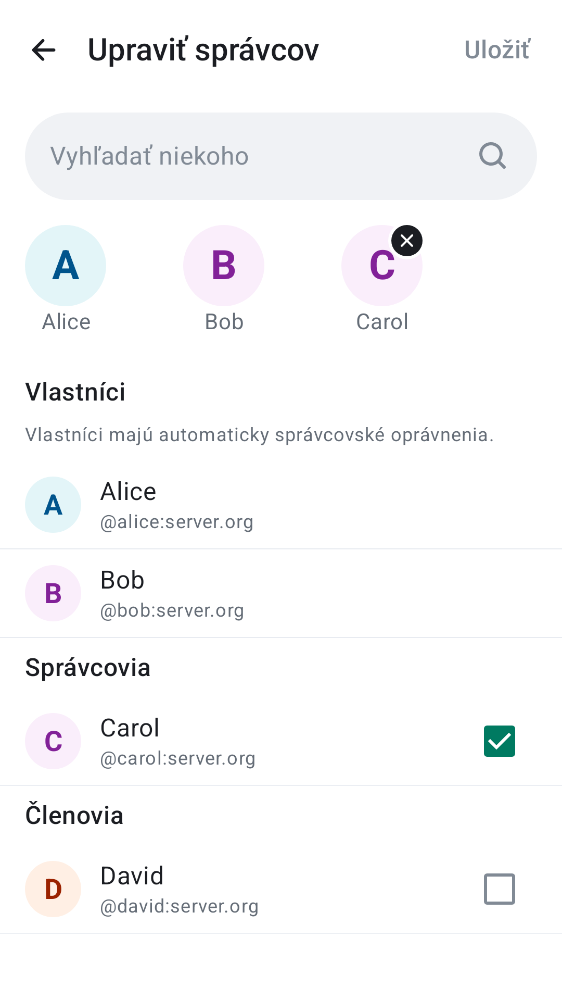 Upraviť správcov
Uložiť
Vyhľadať niekoho
A
B
C
Alice
Bob
Carol
Vlastníci
Vlastníci majú automaticky správcovské oprávnenia.
A
Alice
@alice:server.org
B
Bob
@bob:server.org
Správcovia
C
Carol
@carol:server.org
Členovia
D
David
@david:server.org